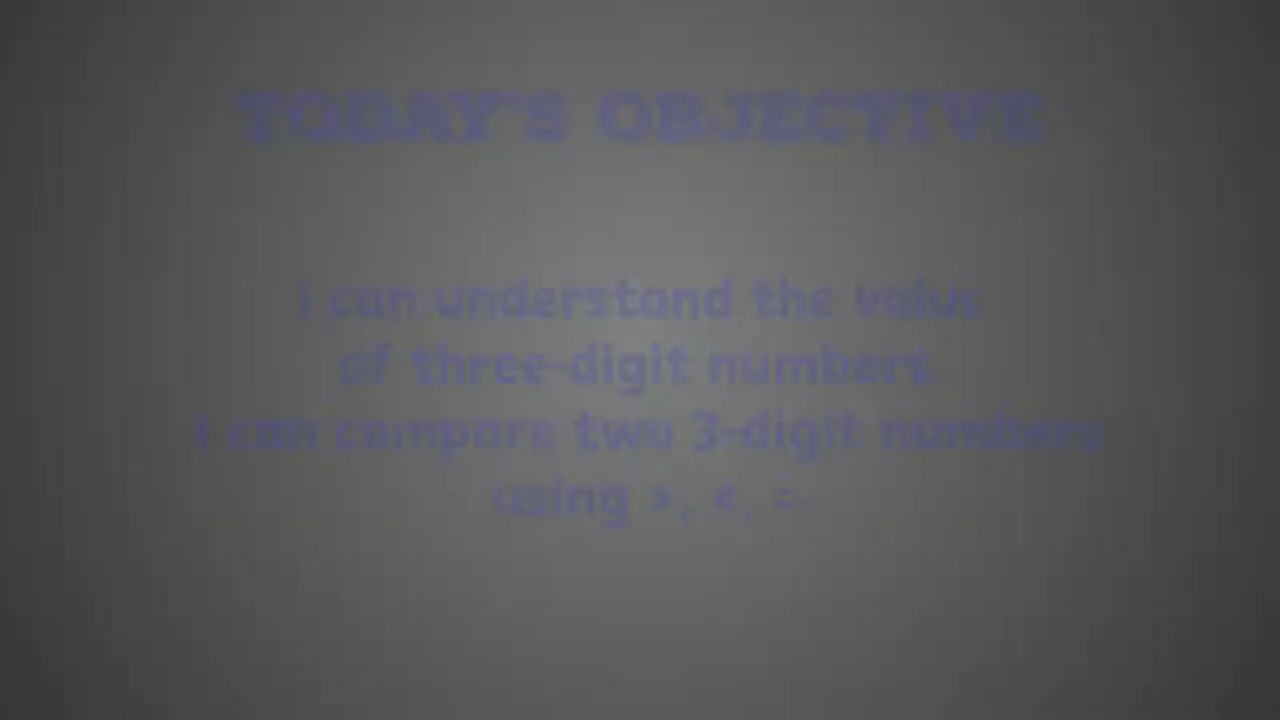 TODAY'S OBJECTIVE
I can understand the value
of three-digit numbers
I can compare two 3-digit numbers
using >, <, =